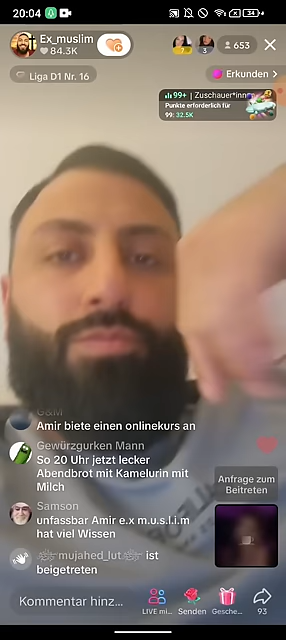 20:04
34
Ex_muslim
84.3K
7
3
653
Liga D1 Nr. 16
Erkunden
99+ | Zuschauer*innen
Punkte erforderlich für
99: 32.5K
G&M
Amir biete einen onlinekurs an
Gewürzgurken Mann
So 20 Uhr jetzt lecker
Abendbrot mit Kamelurin mit
Milch
Samson
unfassbar Amir e.x m.u.s.l.i.m
hat viel Wissen
mujahed_lut ist
beigetreten
Anfrage zum
Beitreten
Kommentar hinz...
LIVE mi...
Senden
Gesche...
93